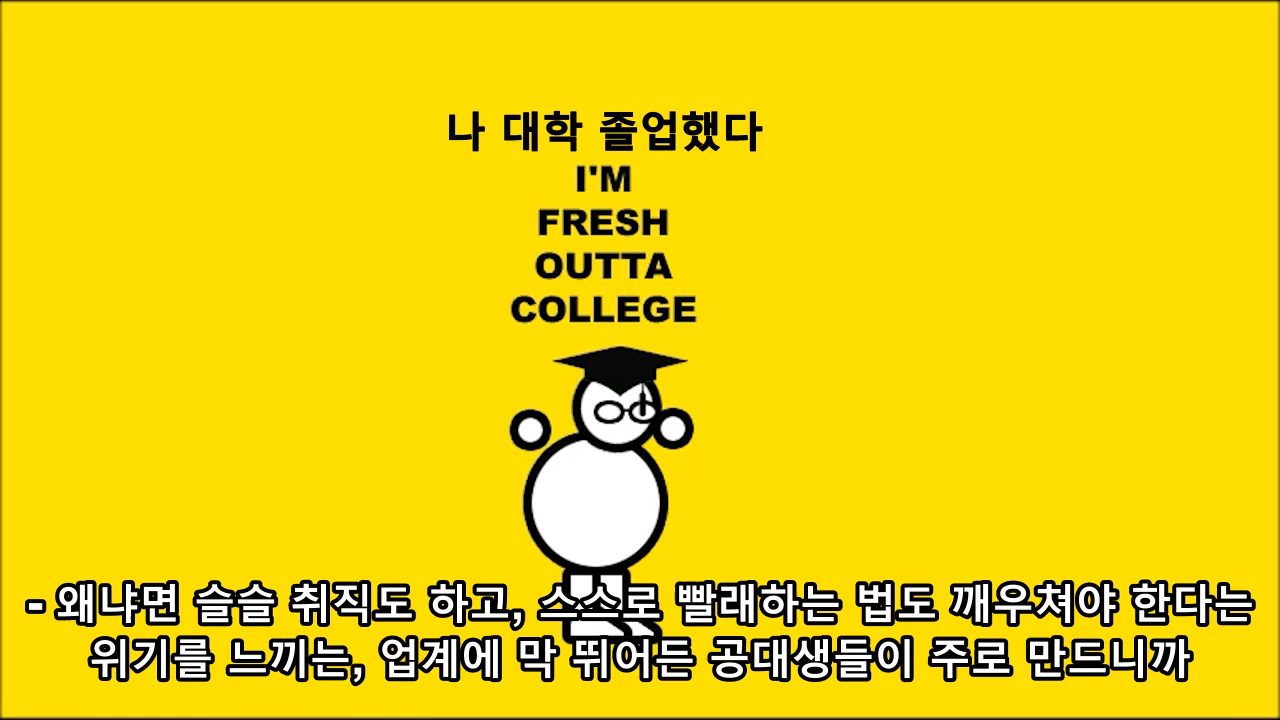 나 대학 졸업했다
I'M
FRESH
OUTTA
COLLEGE
- 왜냐면 슬슬 취직도 하고, 스스로 빨래하는 법도 깨우쳐야 한다는
위기를 느끼는, 업계에 막 뛰어든 공대생들이 주로 만드니까